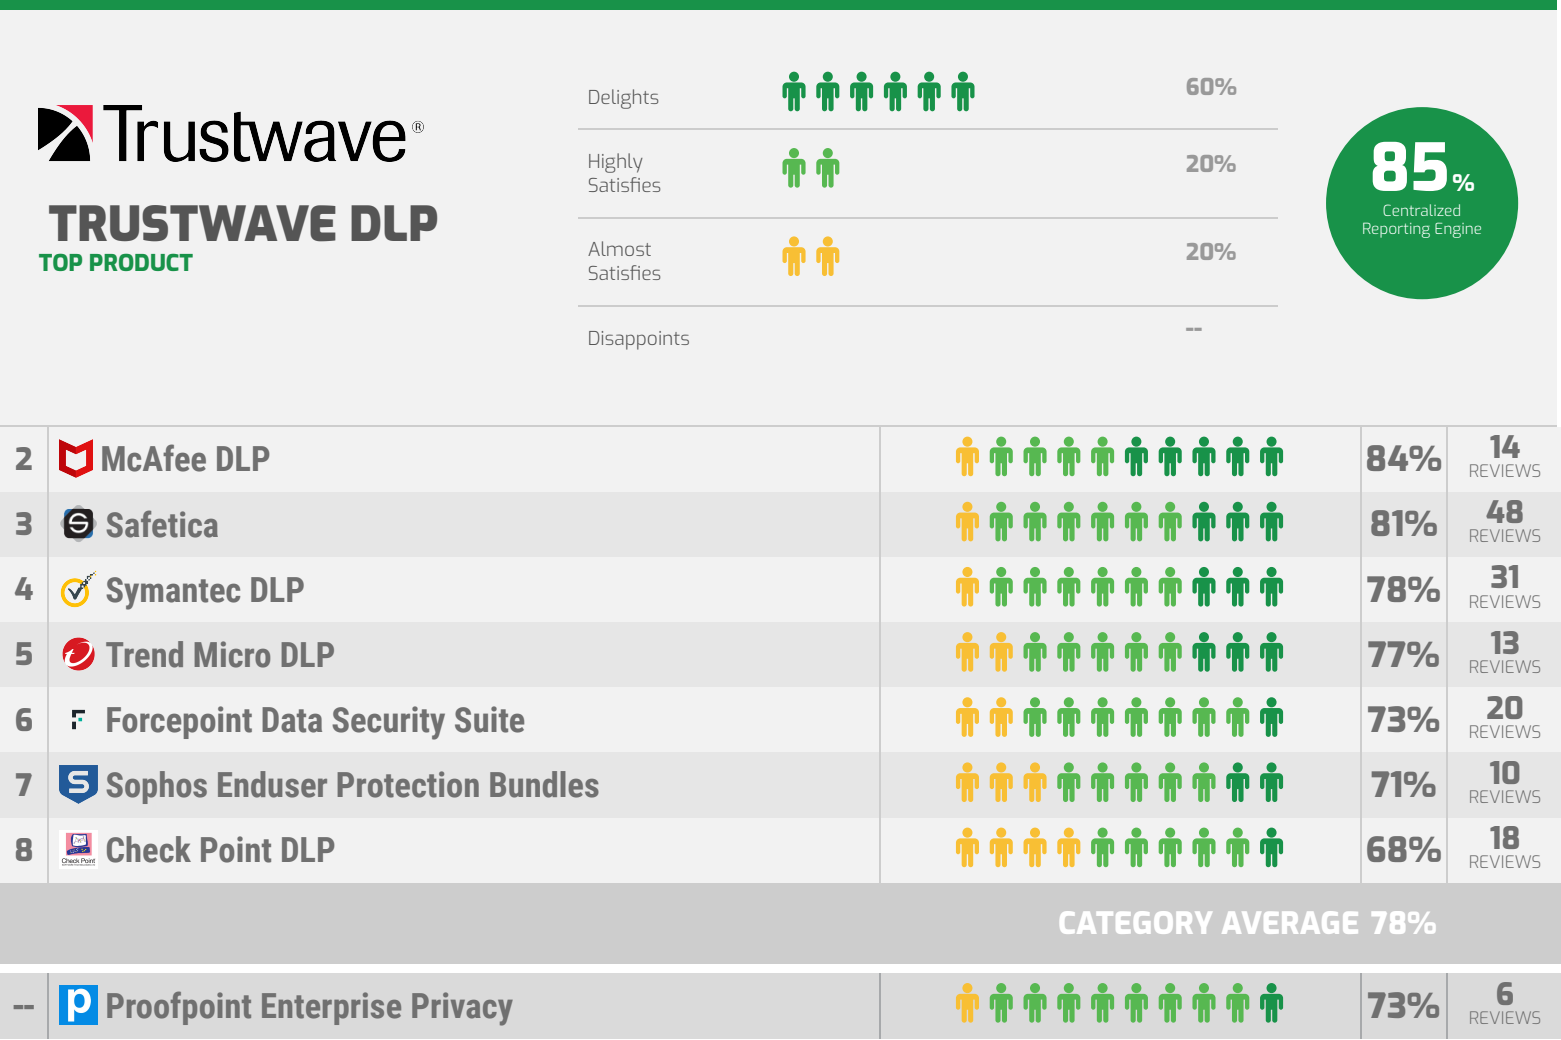 Trustwave®
TRUSTWAVE DLP
TOP PRODUCT
Delights
60%
Highly
Satisfies
20%
Almost
Satisfies
20%
Disappoints
--
85%
Centralized
Reporting Engine
2 McAfee DLP 84% 14
REVIEWS
3 Safetica 81% 48
REVIEWS
4 Symantec DLP 78% 31
REVIEWS
5 Trend Micro DLP 77% 13
REVIEWS
6 Forcepoint Data Security Suite 73% 20
REVIEWS
7 Sophos Enduser Protection Bundles 71% 10
REVIEWS
8 Check Point Check Point DLP 68% 18
REVIEWS
CATEGORY AVERAGE 78%
-- p Proofpoint Enterprise Privacy 73% 6
REVIEWS